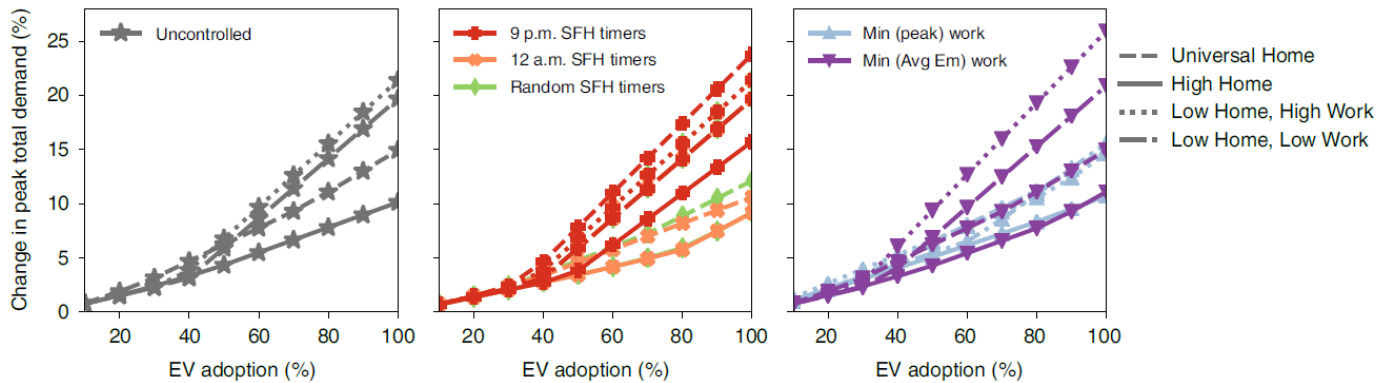 Change in peak total demand (%)
25
20
15
10
5
0
Uncontrolled
20 40 60 80 100
EV adoption (%)
9 p.m. SFH timers
12 a.m. SFH timers
Random SFH timers
20 40 60 80 100
EV adoption (%)
Min (peak) work
Min (Avg Em) work
20 40 60 80 100
EV adoption (%)
Universal Home
High Home
Low Home, High Work
Low Home, Low Work